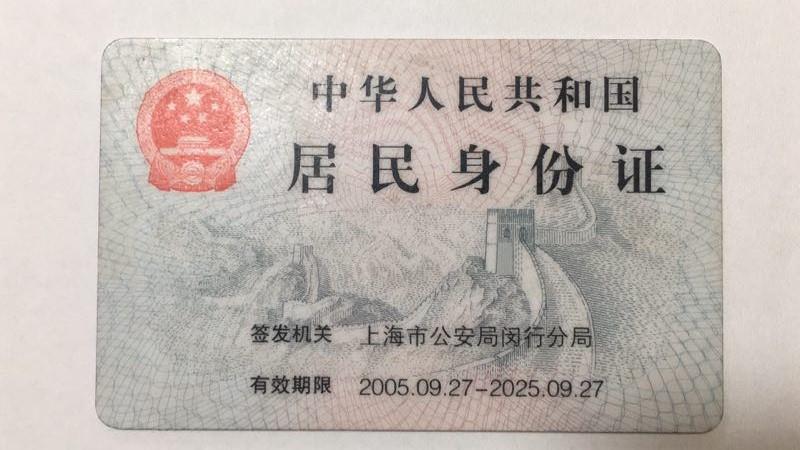 中华人民共和国
居民身份证
签发机关 上海市公安局闵行分局
有效期限 2005.09.27-2025.09.27